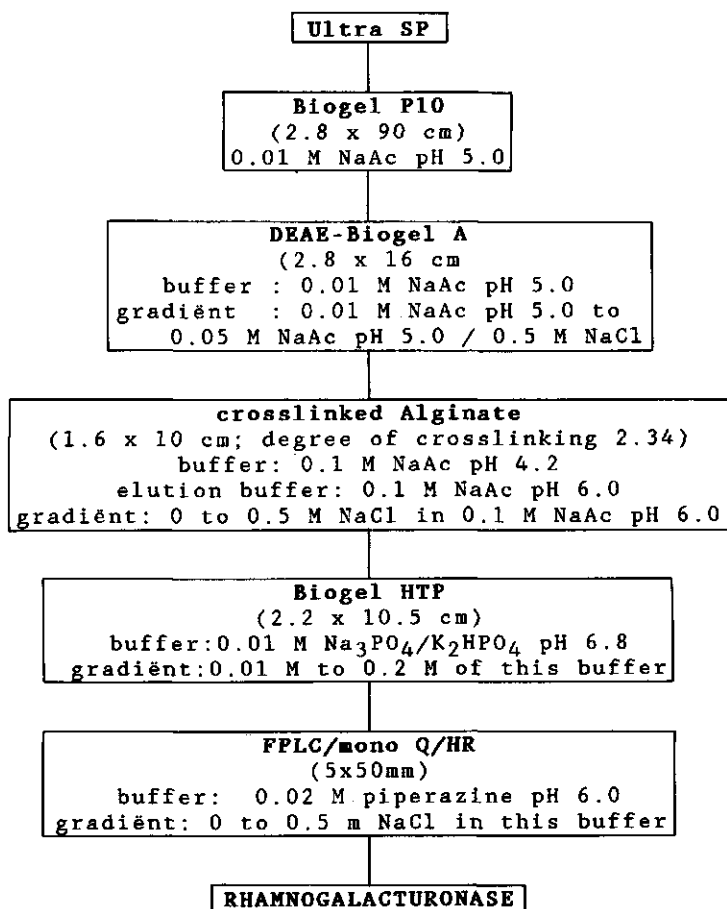 Ultra SP
Biogel P10
(2.8 x 90 cm)
0.01 M NaAc pH 5.0
DEAE-Biogel A
(2.8 x 16 cm
buffer : 0.01 M NaAc pH 5.0
gradiënt : 0.01 M NaAc pH 5.0 to
0.05 M NaAc pH 5.0 / 0.5 M NaCl
crosslinked Alginate
(1.6 x 10 cm; degree of crosslinking 2.34)
buffer: 0.1 M NaAc pH 4.2
elution buffer: 0.1 M NaAc pH 6.0
gradiënt: 0 to 0.5 M NaCl in 0.1 M NaAc pH 6.0
Biogel HTP
(2.2 x 10.5 cm)
buffer:0.01 M Na₃PO₄/K₂HPO₄ pH 6.8
gradiënt:0.01 M to 0.2 M of this buffer
FPLC/mono Q/HR
(5x50mm)
buffer: 0.02 M piperazine pH 6.0
gradiënt: 0 to 0.5 m NaCl in this buffer
RHAMNOGALACTURONASE